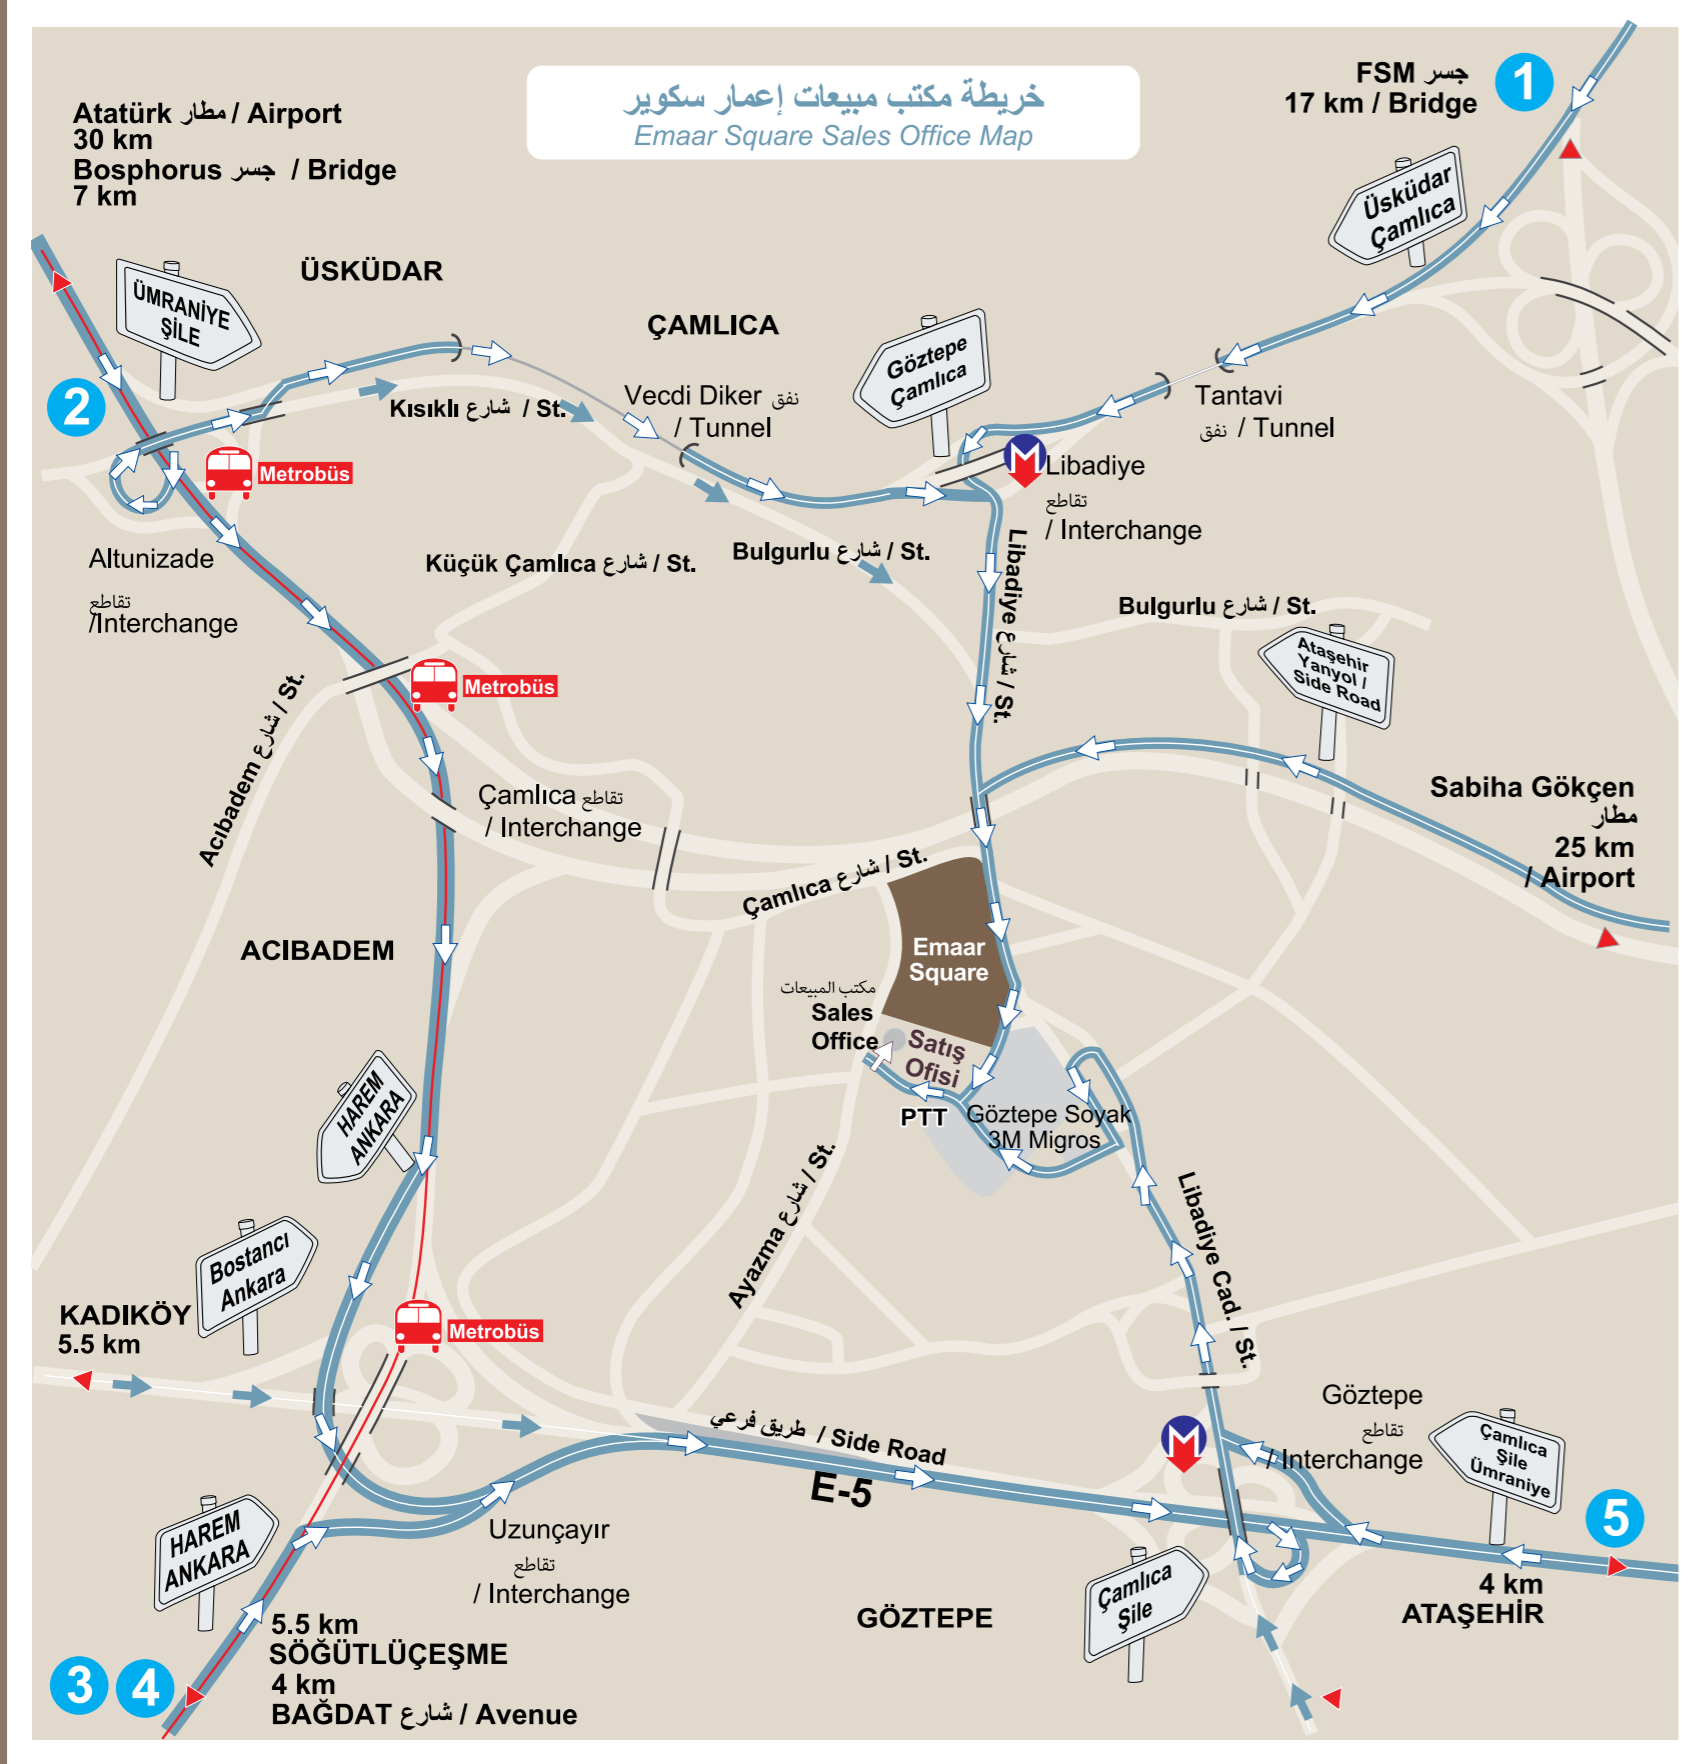 خريطة مكتب مبيعات إعمار سكوير
Emaar Square Sales Office Map
جسر FSM
17 km / Bridge
1
Atatürk مطار / Airport
30 km
Bosphorus جسر / Bridge
7 km
Üsküdar
Çamlıca
ÜSKÜDAR
ÜMRANİYE
ŞİLE
ÇAMLICA
Göztepe
Çamlıca
2
Kısıklı شارع / St.
Vecdi Diker نفق
/ Tunnel
Tantavi
نفق / Tunnel
Metrobüs
M
Libadiye
تقاطع
/ Interchange
Altunizade
تقاطع
/Interchange
Küçük Çamlıca شارع / St.
Bulgurlu شارع / St.
Libadiye شارع / St.
Bulgurlu شارع / St.
Ataşehir
Yanyol /
Side Road
Metrobüs
Acıbadem شارع / St.
Çamlıca تقاطع
/ Interchange
Sabiha Gökçen
مطار
25 km
/ Airport
Çamlıca شارع / St.
ACIBADEM
Emaar
Square
مكتب المبيعات
Sales
Office
Satış
Ofisi
PTT
Göztepe Soyak
3M Migros
HAREM
ANKARA
Ayazma شارع / St.
Libadiye Cad. / St.
Bostancı
Ankara
KADIKÖY
5.5 km
Metrobüs
طريق فرعي / Side Road
E-5
M
Göztepe
تقاطع
/ Interchange
Çamlıca
Şile
Ümraniye
5
HAREM
ANKARA
Uzunçayır
تقاطع
/ Interchange
Çamlıca
Şile
4 km
ATAŞEHİR
GÖZTEPE
3
4
5.5 km
SÖĞÜTLÜÇEŞME
4 km
BAĞDAT شارع / Avenue